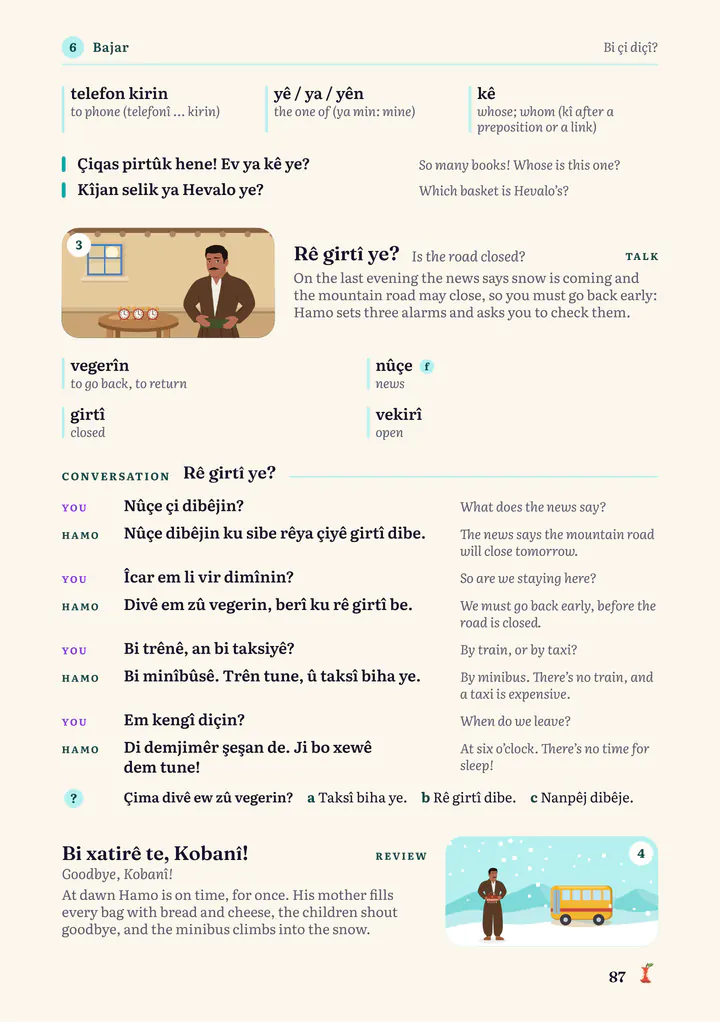 6 Bajar
Bi çi diçî?
telefon kirin
to phone (telefonî … kirin)
yê / ya / yên
the one of (ya min: mine)
kê
whose; whom (kî after a
preposition or a link)
Çiqas pirtûk hene! Ev ya kê ye?
So many books! Whose is this one?
Kîjan selik ya Hevalo ye?
Which basket is Hevalo’s?
3
Rê girtî ye? Is the road closed? TALK
On the last evening the news says snow is coming and
the mountain road may close, so you must go back early:
Hamo sets three alarms and asks you to check them.
vegerîn
to go back, to return
nûçe f
news
girtî
closed
vekirî
open
CONVERSATION Rê girtî ye?
YOU Nûçe çi dibêjin? What does the news say?
HAMO Nûçe dibêjin ku sibe rêya çiyê girtî dibe. The news says the mountain road
will close tomorrow.
YOU Îcar em li vir dimînin? So are we staying here?
HAMO Divê em zû vegerin, berî ku rê girtî be. We must go back early, before the
road is closed.
YOU Bi trênê, an bi taksiyê? By train, or by taxi?
HAMO Bi minîbûsê. Trên tune, û taksî biha ye. By minibus. There’s no train, and
a taxi is expensive.
YOU Em kengî diçin? When do we leave?
HAMO Di demjimêr şeşan de. Ji bo xewê At six o’clock. There’s no time for
dem tune! sleep!
? Çima divê ew zû vegerin? a Taksî biha ye. b Rê girtî dibe. c Nanpêj dibêje.
Bi xatirê te, Kobanî! REVIEW
Goodbye, Kobanî!
At dawn Hamo is on time, for once. His mother fills
every bag with bread and cheese, the children shout
goodbye, and the minibus climbs into the snow.
4
87